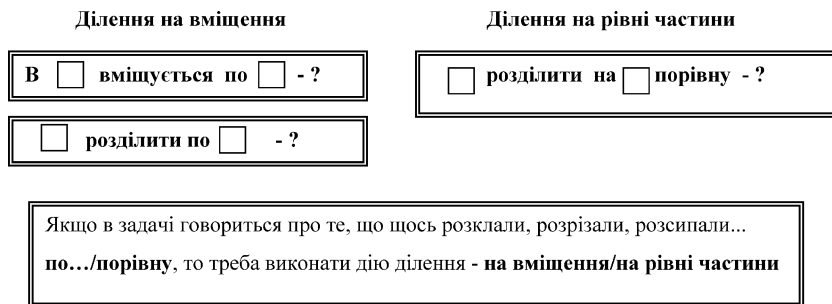 Ділення на вміщення
В □ вміщується по □ - ?
□ розділити по □ - ?
Ділення на рівні частини
□ розділити на □ порівну - ?
Якщо в задачі говориться про те, що щось розклали, розрізали, розсипали...
по…/порівну, то треба виконати дію ділення - на вміщення/на рівні частини